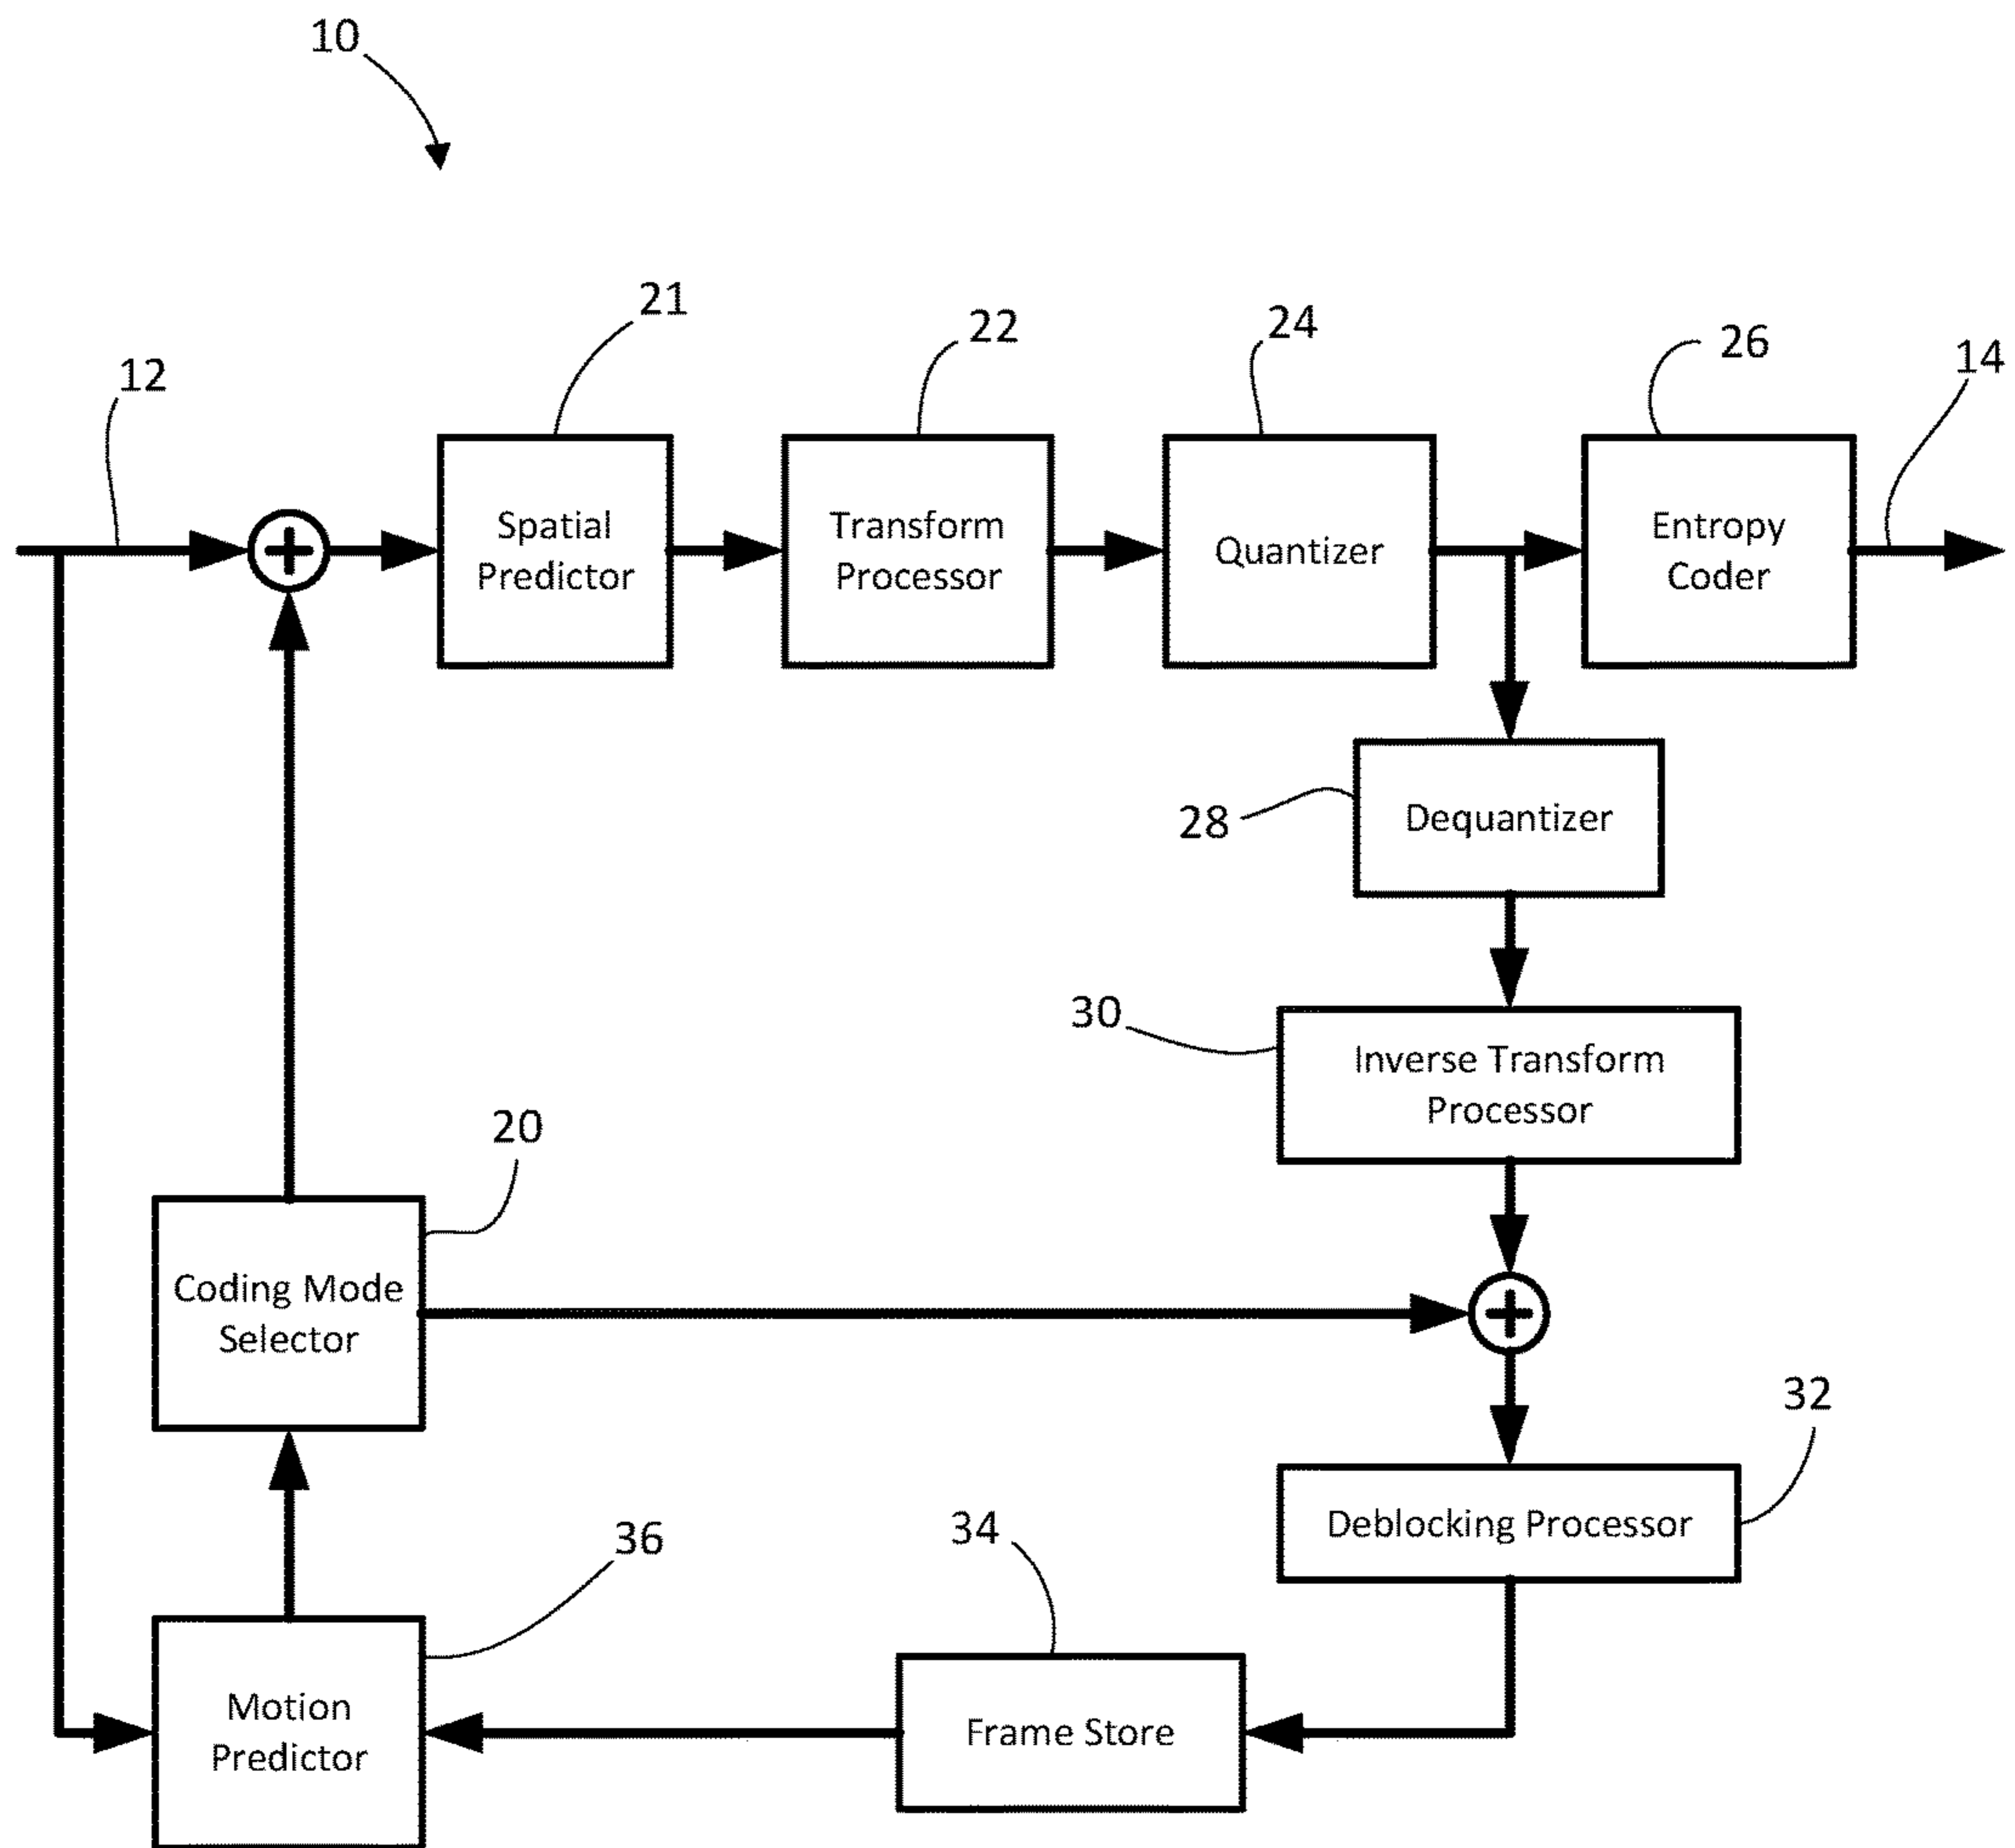 10
21
22
24
26
14
12
Spatial
Predictor
Transform
Processor
Quantizer
Entropy
Coder
28
Dequantizer
30
Inverse Transform
Processor
20
Coding Mode
Selector
32
Deblocking Processor
34
36
Motion
Predictor
Frame Store